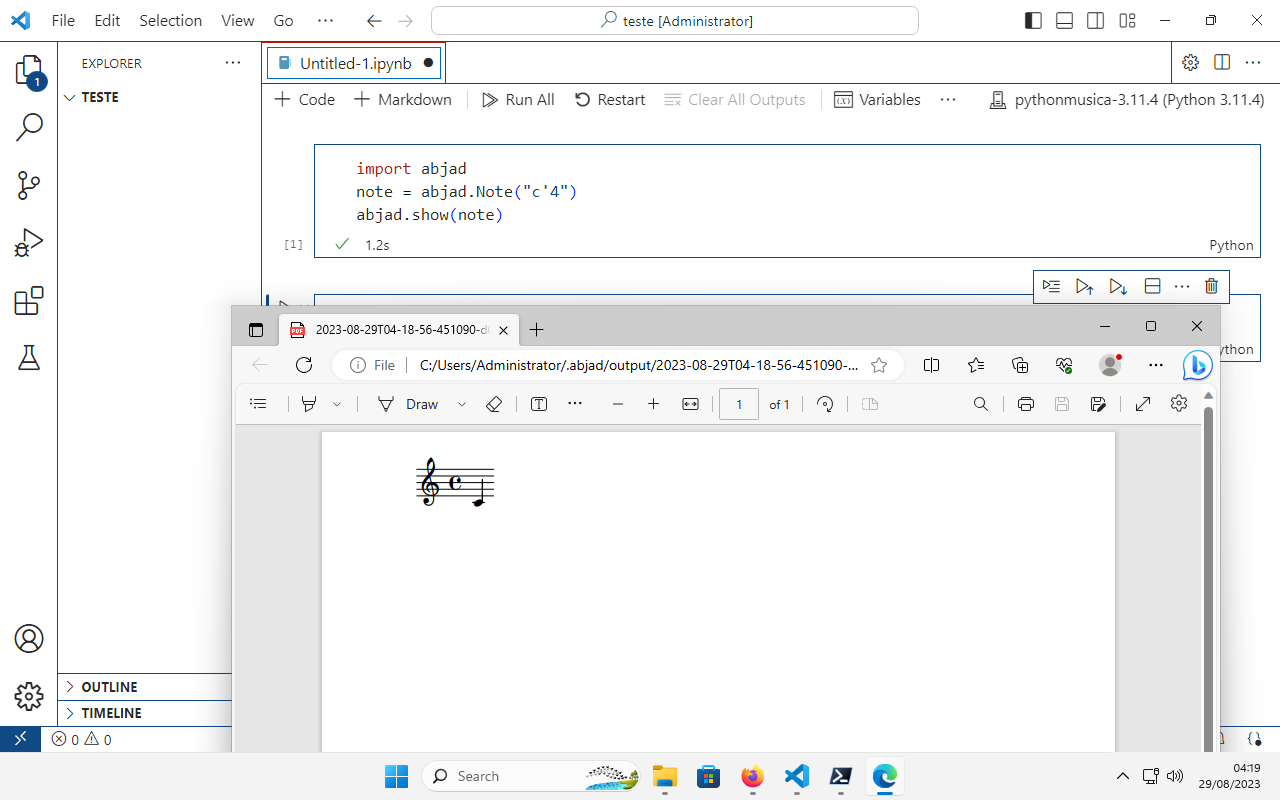 File Edit Selection View Go ··· teste [Administrator]
EXPLORER ···
1
TESTE
Untitled-1.ipynb
Code Markdown Run All Restart Clear All Outputs Variables ··· pythonmusica-3.11.4 (Python 3.11.4)
import abjad
note = abjad.Note("c'4")
abjad.show(note)
[1] 1.2s Python
2023-08-29T04-18-56-451090-d
File C:/Users/Administrator/.abjad/output/2023-08-29T04-18-56-451090-...
ython
Draw 1 of 1
OUTLINE
TIMELINE
0 0
Search
04:19
29/08/2023